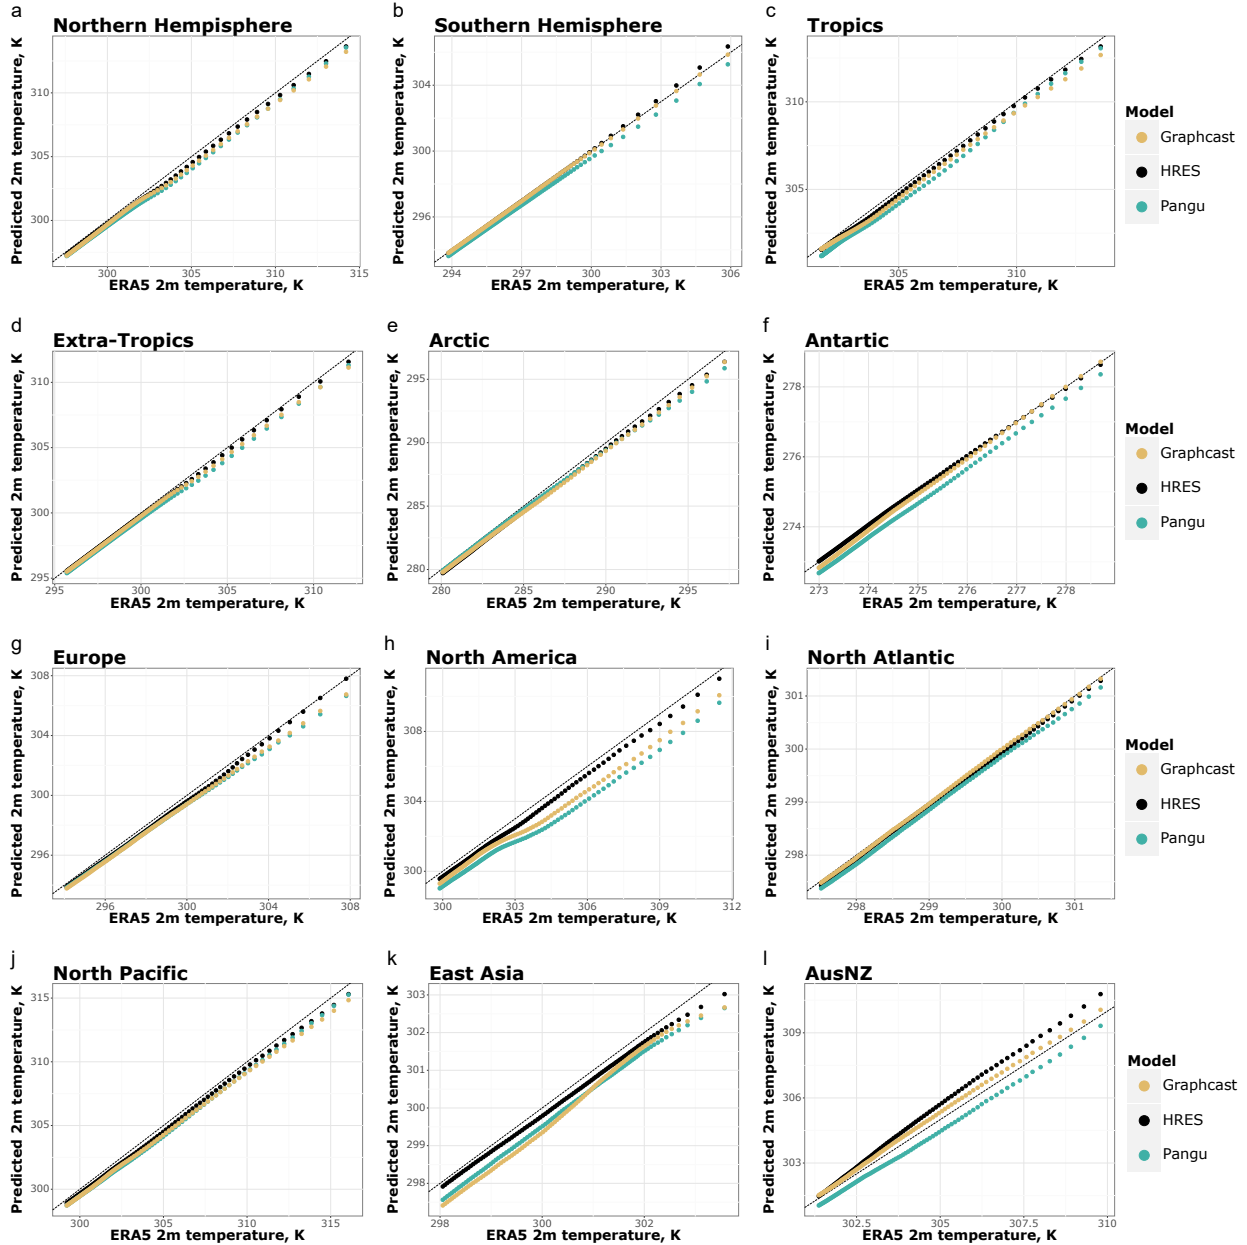 a
Northern Hempisphere
Predicted 2m temperature, K
310
305
300
300
305
310
315
ERA5 2m temperature, K
b
Southern Hemisphere
Predicted 2m temperature, K
304
300
296
294
297
300
303
306
ERA5 2m temperature, K
c
Tropics
Predicted 2m temperature, K
310
305
305
310
ERA5 2m temperature, K
Model
Graphcast
HRES
Pangu
d
Extra-Tropics
Predicted 2m temperature, K
310
305
300
295
295
300
305
310
ERA5 2m temperature, K
e
Arctic
Predicted 2m temperature, K
295
290
285
280
280
285
290
295
ERA5 2m temperature, K
f
Antartic
Predicted 2m temperature, K
278
276
274
273
274
275
276
277
278
ERA5 2m temperature, K
Model
Graphcast
HRES
Pangu
g
Europe
Predicted 2m temperature, K
308
304
300
296
296
300
304
308
ERA5 2m temperature, K
h
North America
Predicted 2m temperature, K
308
304
300
300
303
306
309
312
ERA5 2m temperature, K
i
North Atlantic
Predicted 2m temperature, K
301
300
299
298
298
299
300
301
ERA5 2m temperature, K
Model
Graphcast
HRES
Pangu
j
North Pacific
Predicted 2m temperature, K
315
310
305
300
300
305
310
315
ERA5 2m temperature, K
k
East Asia
Predicted 2m temperature, K
303
302
301
300
299
298
298
300
302
ERA5 2m temperature, K
l
AusNZ
Predicted 2m temperature, K
309
306
303
302.5
305
307.5
310
ERA5 2m temperature, K
Model
Graphcast
HRES
Pangu